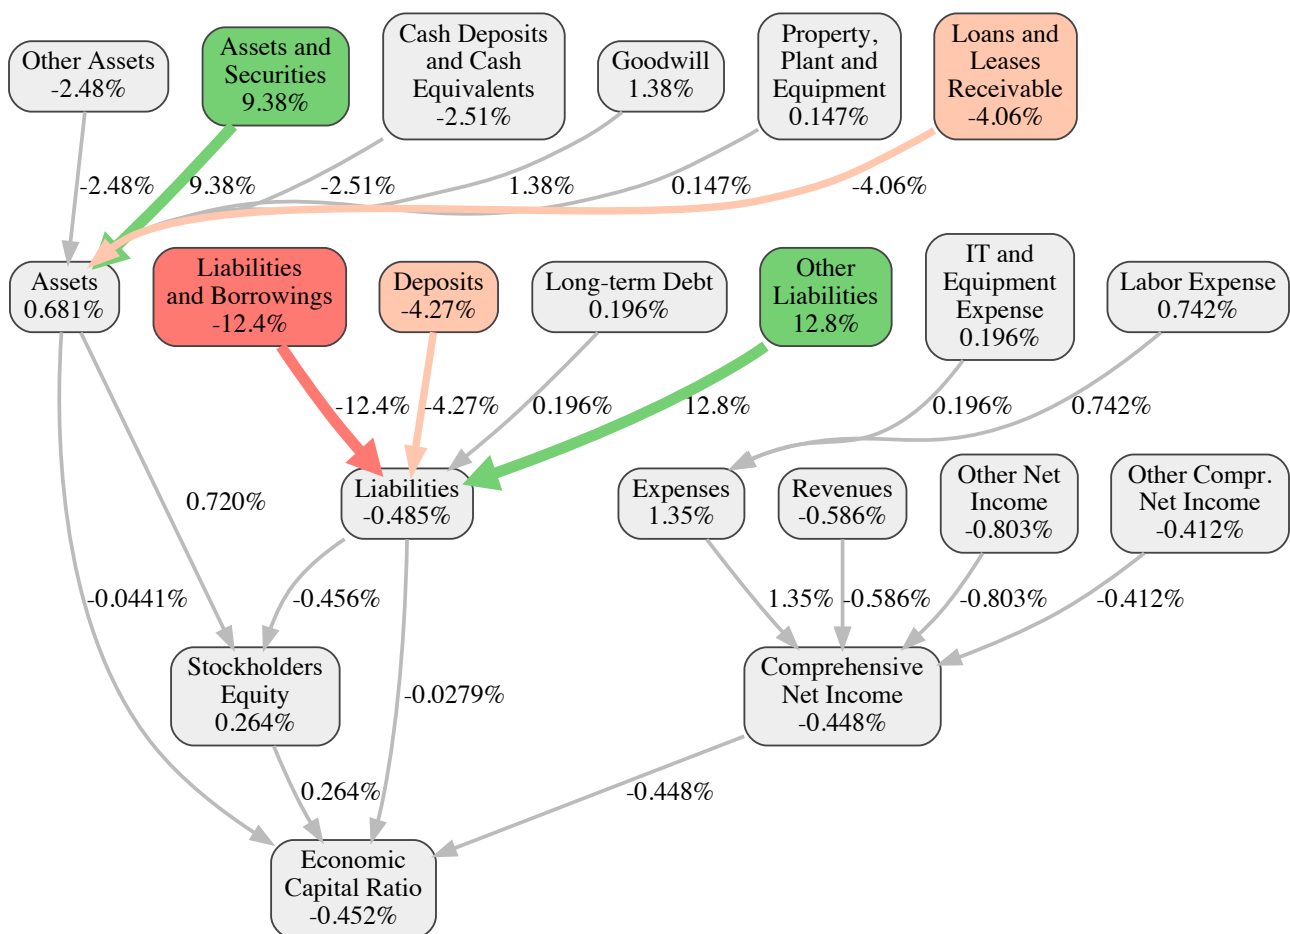 Other Assets
-2.48%
Assets and
Securities
9.38%
Cash Deposits
and Cash
Equivalents
-2.51%
Goodwill
1.38%
Property,
Plant and
Equipment
0.147%
Loans and
Leases
Receivable
-4.06%
-2.48%
9.38%
-2.51%
1.38%
0.147%
-4.06%
Assets
0.681%
Liabilities
and Borrowings
-12.4%
Deposits
-4.27%
Long-term Debt
0.196%
Other
Liabilities
12.8%
IT and
Equipment
Expense
0.196%
Labor Expense
0.742%
-12.4%
-4.27%
0.196%
12.8%
0.196%
0.742%
0.720%
Liabilities
-0.485%
Expenses
1.35%
Revenues
-0.586%
Other Net
Income
-0.803%
Other Compr.
Net Income
-0.412%
-0.0441%
-0.456%
1.35%
-0.586%
-0.803%
-0.412%
Stockholders
Equity
0.264%
-0.0279%
Comprehensive
Net Income
-0.448%
0.264%
-0.448%
Economic
Capital Ratio
-0.452%